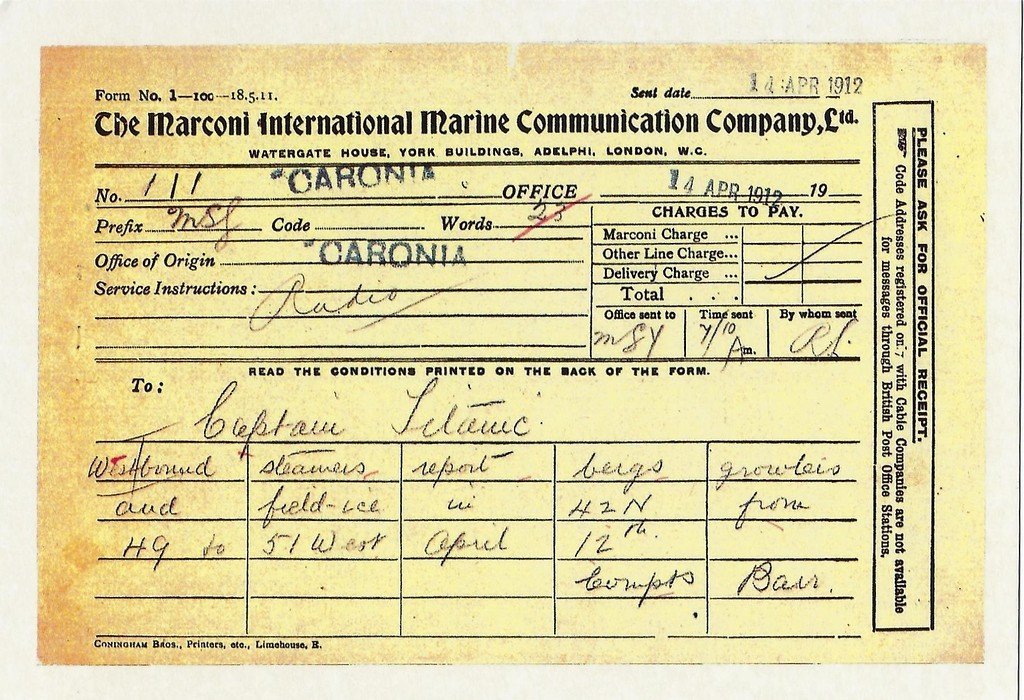 Form No. 1—100—18.5.11.
Sent date 14 APR 1912
The Marconi International Marine Communication Company, Ltd.
WATERGATE HOUSE, YORK BUILDINGS, ADELPHI, LONDON, W.C.
No. 111 "CARONIA OFFICE 14 APR 1912 19
Prefix MSG Code Words 23
CHARGES TO PAY.
Marconi Charge ...
Other Line Charge...
Delivery Charge ...
Total . . .
Office of Origin "CARONIA
Service Instructions: Radio
Office sent to MSY
Time sent 7/10 Am.
By whom sent
READ THE CONDITIONS PRINTED ON THE BACK OF THE FORM.
To: Captain Titanic
Westbound steamers report bergs growlers
and field-ice in 42 N from
49 to 51 West April 12th.
Compts Barr.
CONINGHAM BROS., Printers, etc., Limehouse, E.
PLEASE ASK FOR OFFICIAL RECEIPT.
Code Addresses registered only with Cable Companies are not available
for messages through British Post Office Stations.